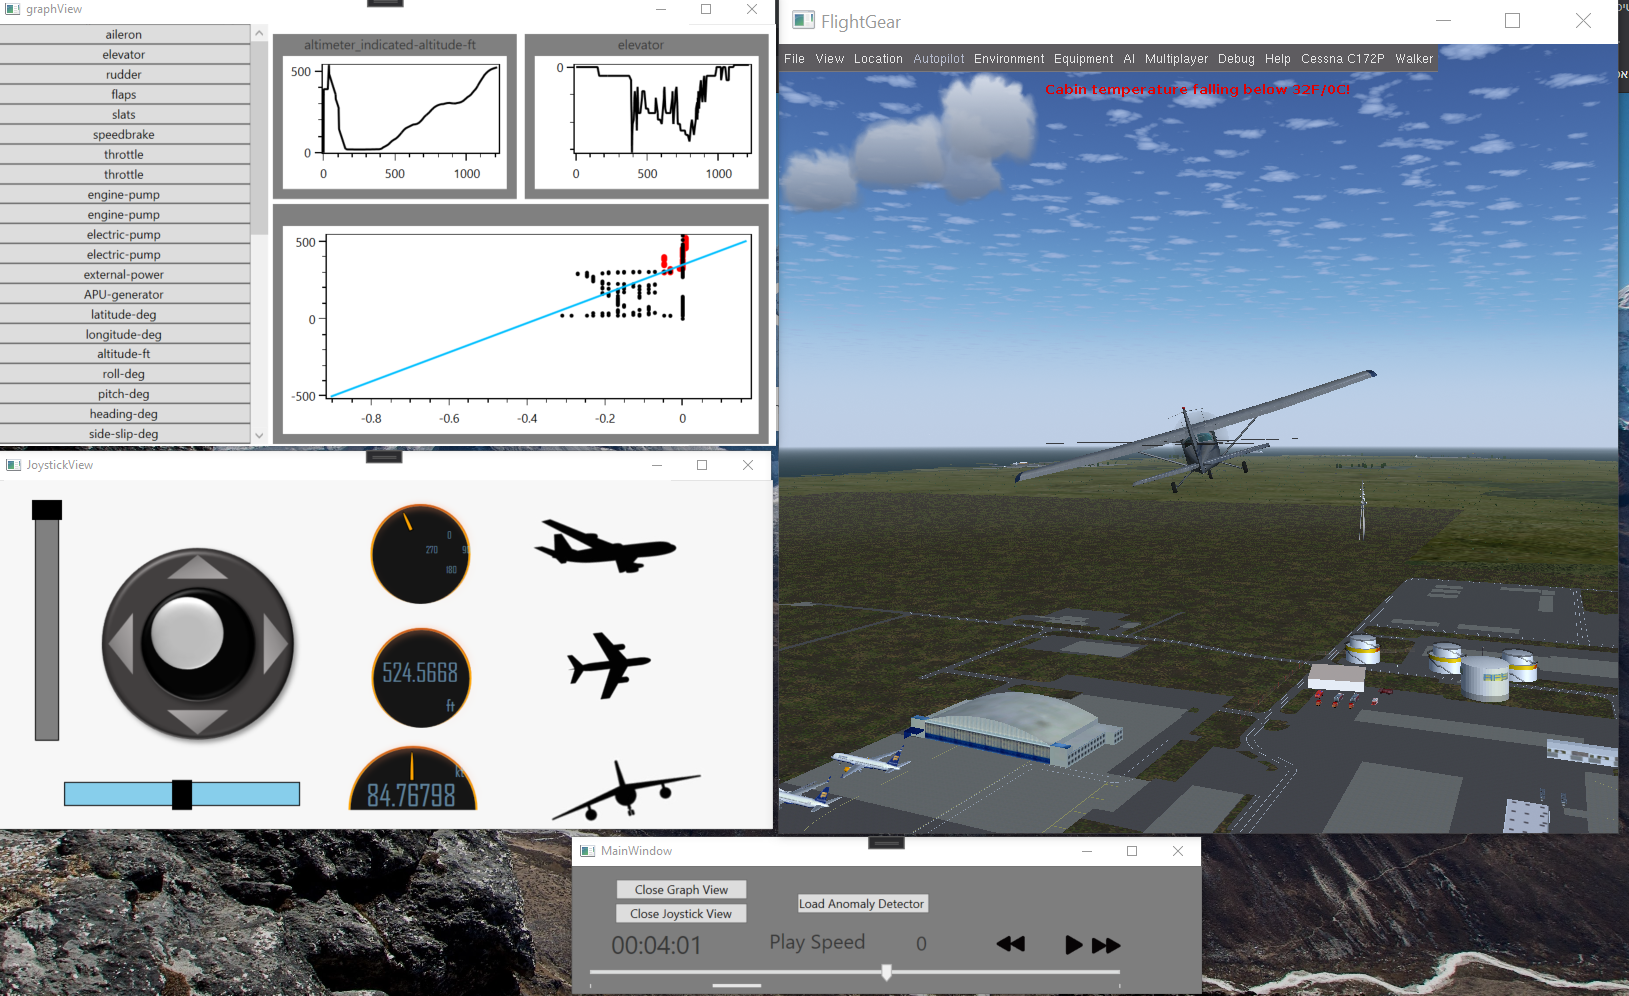 graphView
aileron
elevator
rudder
flaps
slats
speedbrake
throttle
throttle
engine-pump
engine-pump
electric-pump
electric-pump
external-power
APU-generator
latitude-deg
longitude-deg
altitude-ft
roll-deg
pitch-deg
heading-deg
side-slip-deg
altimeter_indicated-altitude-ft
500
0
0 500 1000
elevator
0
0 500 1000
500
0
-500
-0.8 -0.6 -0.4 -0.2 0
FlightGear
File View Location Autopilot Environment Equipment AI Multiplayer Debug Help Cessna C172P Walker
Cabin temperature falling below 32F/0C!
JoystickView
0
270
180
524.5668
ft
84.76798
MainWindow
Close Graph View
Close Joystick View
Load Anomaly Detector
00:04:01
Play Speed 0